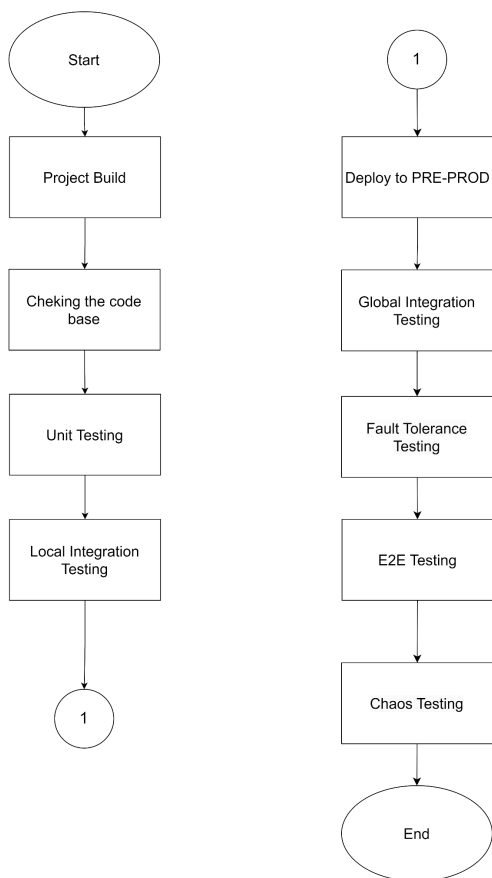 Start
Project Build
Cheking the code
base
Unit Testing
Local Integration
Testing
1
1
Deploy to PRE-PROD
Global Integration
Testing
Fault Tolerance
Testing
E2E Testing
Chaos Testing
End